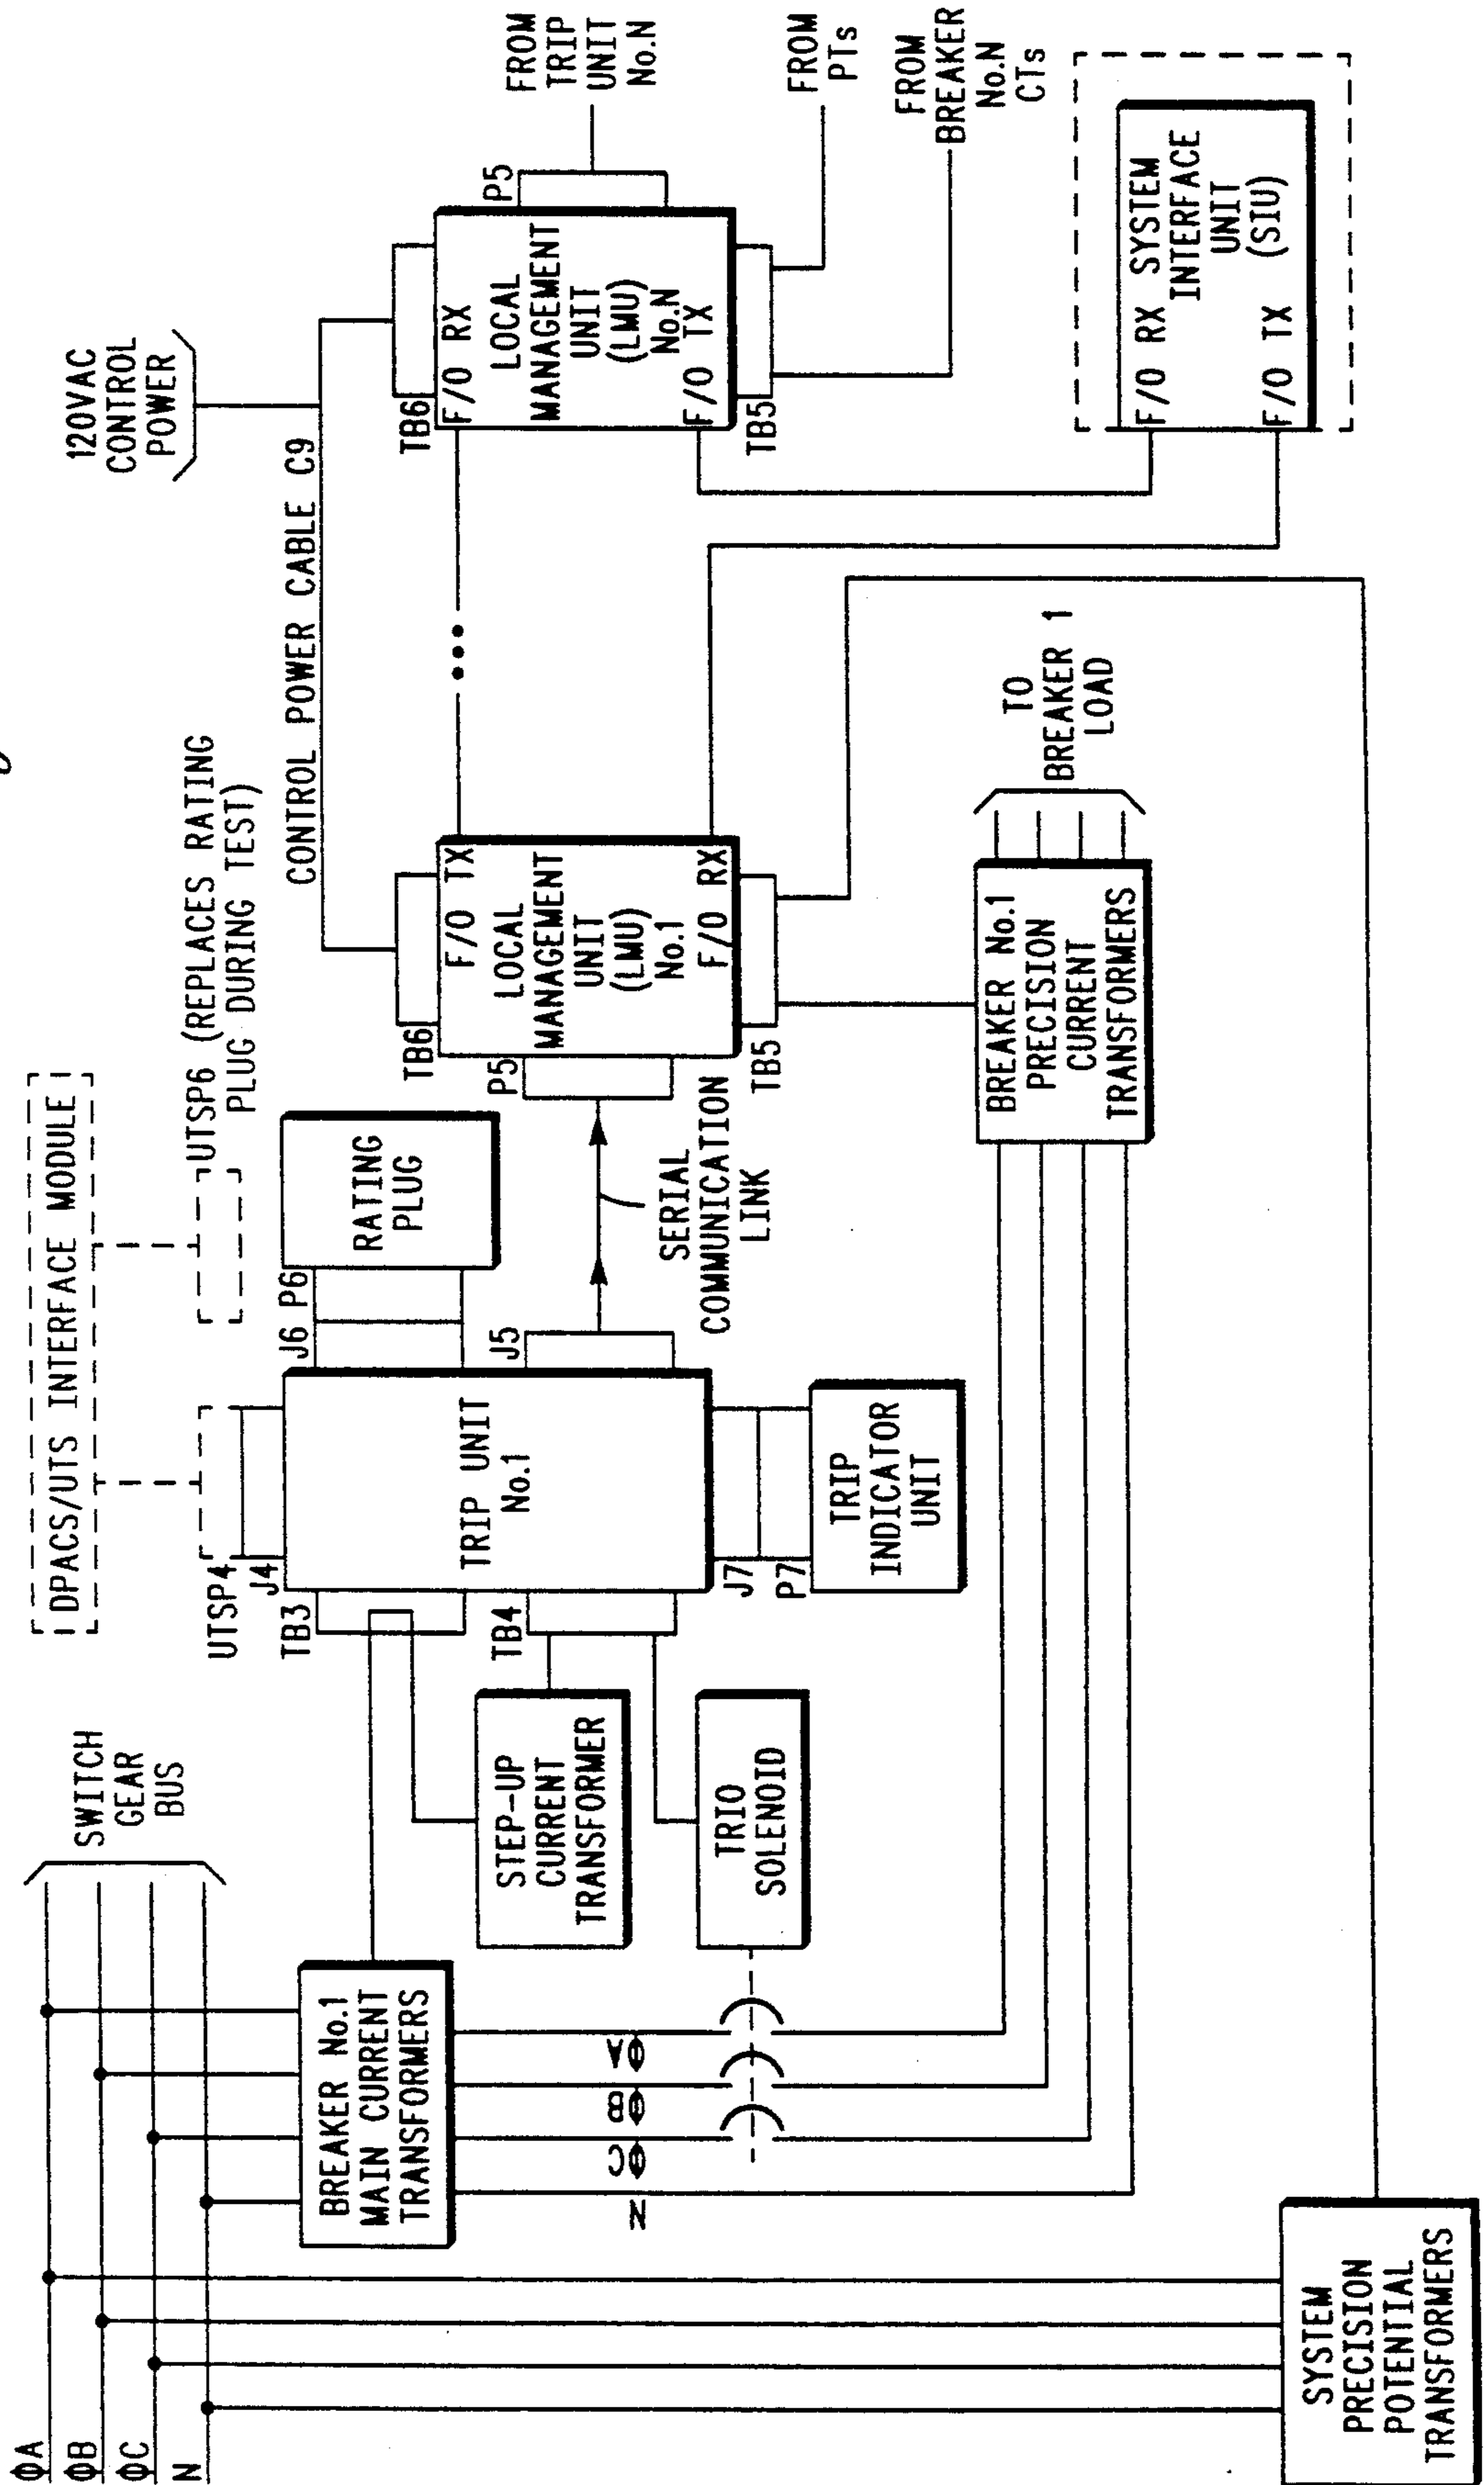 ΦA
ΦB
ΦC
N
SWITCH
GEAR
BUS
DPACS/UTS INTERFACE MODULE
UTSP6 (REPLACES RATING
PLUG DURING TEST)
120VAC
CONTROL
POWER
CONTROL POWER CABLE C9
BREAKER No.1
MAIN CURRENT
TRANSFORMERS
ΦA
ΦB
ΦC
N
STEP-UP
CURRENT
TRANSFORMER
TRIO
SOLENOID
UTSP4
J4
TB3
TB4
TRIP UNIT
No.1
J6
P6
RATING
PLUG
J5
J7
P7
TRIP
INDICATOR
UNIT
SERIAL
COMMUNICATION
LINK
P5
TB6
F/O TX
LOCAL
MANAGEMENT
UNIT
(LMU)
No.1
F/O RX
TB5
BREAKER No.1
PRECISION
CURRENT
TRANSFORMERS
TO
BREAKER 1
LOAD
TB6
F/O RX
LOCAL
MANAGEMENT
UNIT
(LMU)
No.N
F/O TX
TB5
P5
FROM
TRIP
UNIT
No.N
FROM
PTs
FROM
BREAKER
No.N
CTs
F/O RX
SYSTEM
INTERFACE
UNIT
(SIU)
F/O TX
SYSTEM
PRECISION
POTENTIAL
TRANSFORMERS